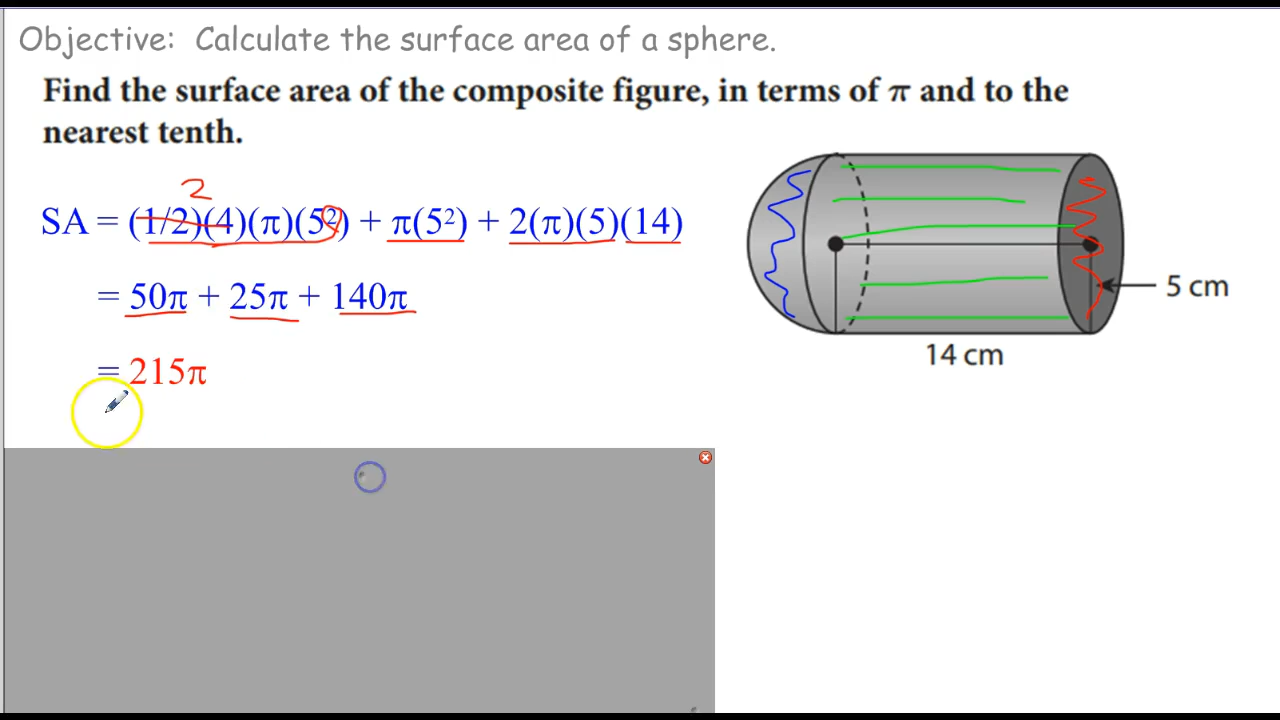 Objective: Calculate the surface area of a sphere.
Find the surface area of the composite figure, in terms of π and to the
nearest tenth.
2
SA = (1/2)(4)(π)(5²) + π(5²) + 2(π)(5)(14)
= 50π + 25π + 140π
= 215π
5 cm
14 cm